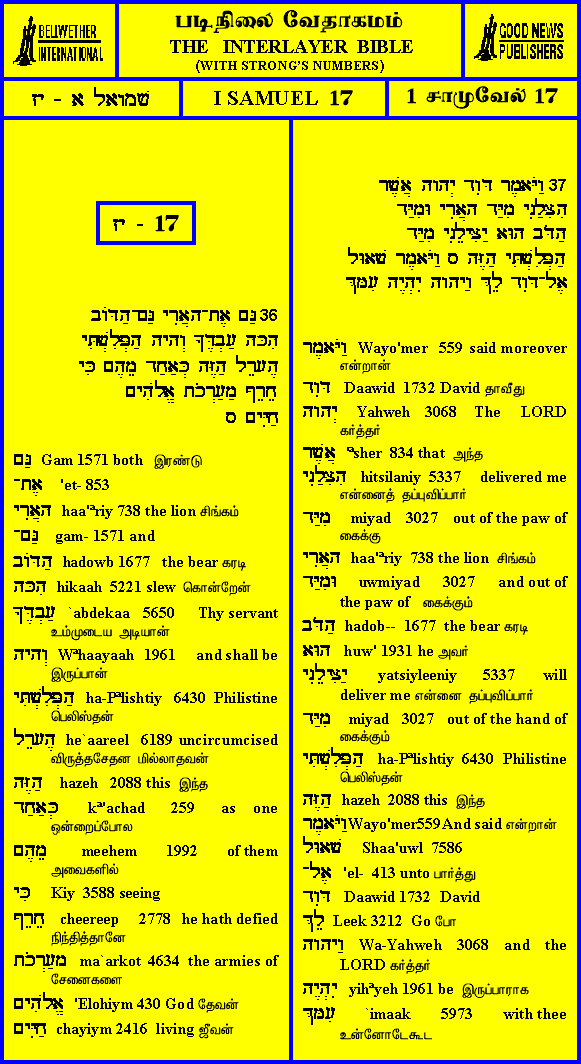 BELLWETHER
INTERNATIONAL
படிநிலை வேதாகமம்
THE INTERLAYER BIBLE
(WITH STRONG'S NUMBERS)
GOOD NEWS
PUBLISHERS
שמואל א - יז
I SAMUEL 17
1 சாமுவேல் 17
יז - 17
36 גַּם אֶת־הָאֲרִי גַּם־הַדּוֹב
הִכָּה עַבְדֶּךָ וְהָיָה הַפְּלִשְׁתִּי
הֶעָרֵל הַזֶּה כְּאַחַד מֵהֶם כִּי
חֵרֵף מַעַרְכֹת אֱלֹהִים
חַיִּים ס
גַּם Gam 1571 both இரண்டு
אֶת־ 'et- 853
הָאֲרִי haa'ªriy 738 the lion சிங்கம்
גַּם־ gam- 1571 and
הַדּוֹב hadowb 1677 the bear கரடி
הִכָּה hikaah 5221 slew கொன்றேன்
עַבְדֶּךָ `abdekaa 5650 Thy servant
உம்முடைய அடியான்
וְהָיָה Wªhaayaah 1961 and shall be
இருப்பான்
הַפְּלִשְׁתִּי ha-Pªlishtiy 6430 Philistine
பெலிஸ்தன்
הֶעָרֵל he`aareel 6189 uncircumcised
விருத்தசேதன மில்லாதவன்
הַזֶּה hazeh 2088 this இந்த
כְּאַחַד kª'achad 259 as one
ஒன்றைப்போல
מֵהֶם meehem 1992 of them
அவைகளில்
כִּי Kiy 3588 seeing
חֵרֵף cheereep 2778 he hath defied
நிந்தித்தானே
מַעַרְכֹת ma`arkot 4634 the armies of
சேனைகளை
אֱלֹהִים 'Elohiym 430 God தேவன்
חַיִּים chayiym 2416 living ஜீவன்
37 וַיֹּאמֶר דָּוִד יְהוָה אֲשֶׁר
הִצִּלַנִי מִיַּד הָאֲרִי וּמִיַּד
הַדֹּב הוּא יַצִּילֵנִי מִיַּד
הַפְּלִשְׁתִּי הַזֶּה ס וַיֹּאמֶר שָׁאוּל
אֶל־דָּוִד לֵךְ וַיהוָה יִהְיֶה עִמָּךְ
וַיֹּאמֶר Wayo'mer 559 said moreover
என்றான்
דָּוִד Daawid 1732 David தாவீது
יְהוָה Yahweh 3068 The LORD
கர்த்தர்
אֲשֶׁר ªsher 834 that அந்த
הִצִּלַנִי hitsilaniy 5337 delivered me
என்னைத் தப்புவிப்பார்
מִיַּד miyad 3027 out of the paw of
கைக்கு
הָאֲרִי haa'ªriy 738 the lion சிங்கம்
וּמִיַּד uwmiyad 3027 and out of
the paw of கைக்கும்
הַדֹּב hadob-- 1677 the bear கரடி
הוּא huw' 1931 he அவர்
יַצִּילֵנִי yatsiyleeniy 5337 will
deliver me என்னை தப்புவிப்பார்
מִיַּד miyad 3027 out of the hand of
கைக்கும்
הַפְּלִשְׁתִּי ha-Pªlishtiy 6430 Philistine
பெலிஸ்தன்
הַזֶּה hazeh 2088 this இந்த
וַיֹּאמֶר Wayo'mer559 And said என்றான்
שָׁאוּל Shaa'uwl 7586
אֶל־ 'el- 413 unto பார்த்து
דָּוִד Daawid 1732 David
לֵךְ Leek 3212 Go போ
וַיהוָה Wa-Yahweh 3068 and the
LORD கர்த்தர்
יִהְיֶה yihªyeh 1961 be இருப்பாராக
עִמָּךְ `imaak 5973 with thee
உன்னோடேகூட